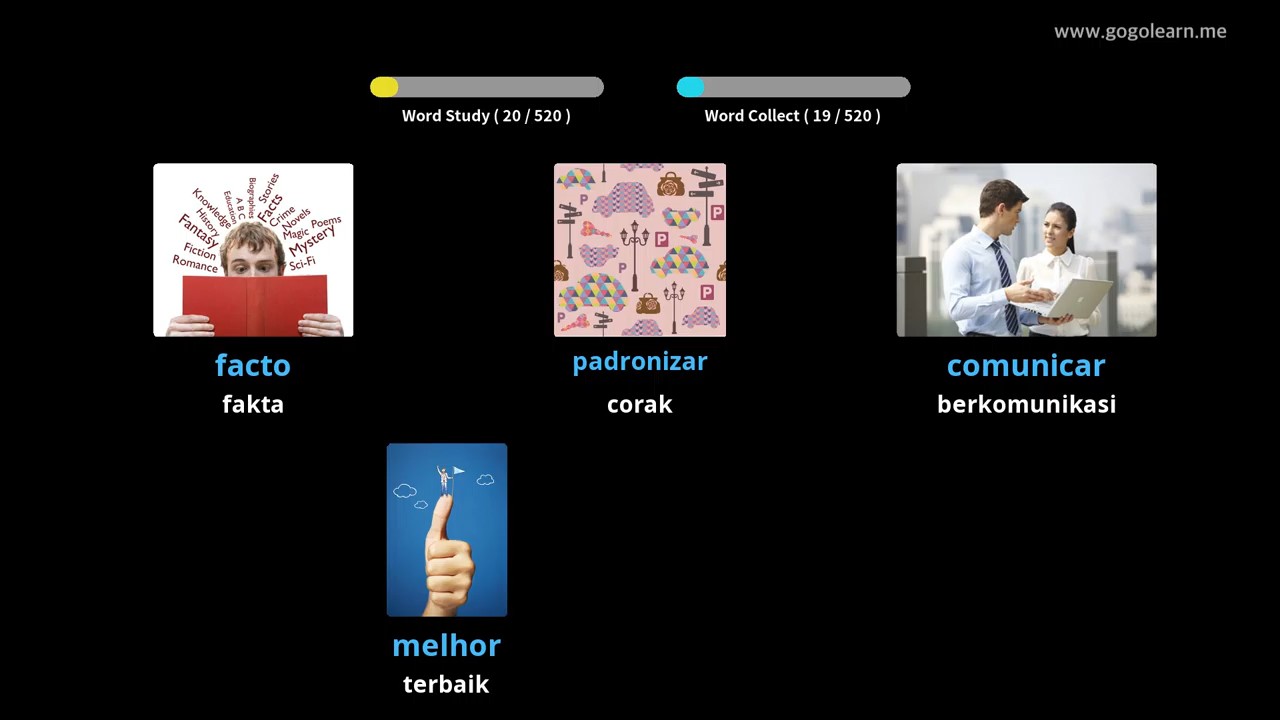 www.gogolearn.me
Word Study ( 20 / 520 )
Word Collect ( 19 / 520 )
Knowledge
History
Fantasy
Fiction
Romance
Education
A B C
Biographies
Stories
Facts
Crime
Novels
Magic
Poems
Mystery
Sci-Fi
P
P
P
P
P
P
facto
padronizar
comunicar
fakta
corak
berkomunikasi
melhor
terbaik